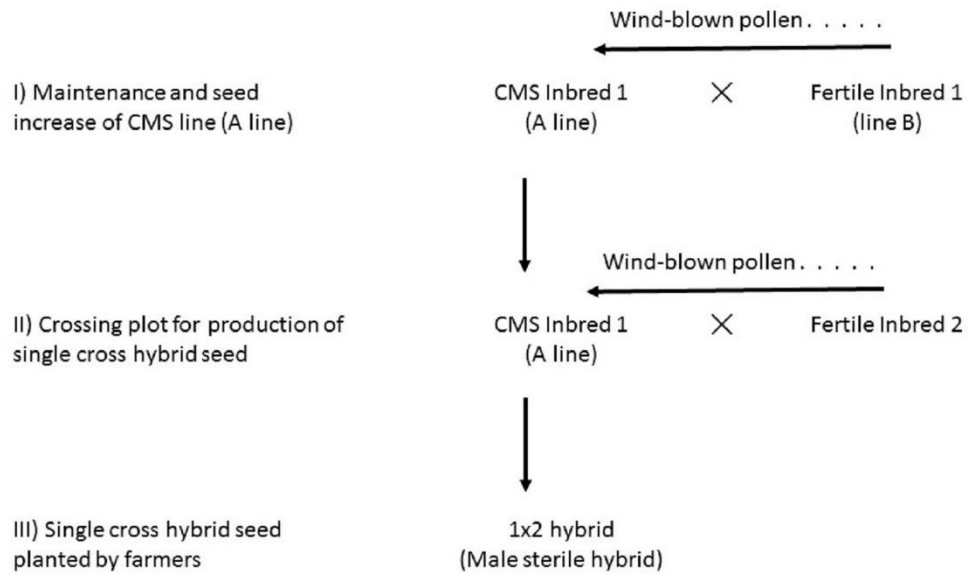 Wind-blown pollen . . . . .
I) Maintenance and seed
increase of CMS line (A line)
CMS Inbred 1
(A line)
×
Fertile Inbred 1
(line B)
Wind-blown pollen . . . . .
II) Crossing plot for production of
single cross hybrid seed
CMS Inbred 1
(A line)
×
Fertile Inbred 2
III) Single cross hybrid seed
planted by farmers
1x2 hybrid
(Male sterile hybrid)